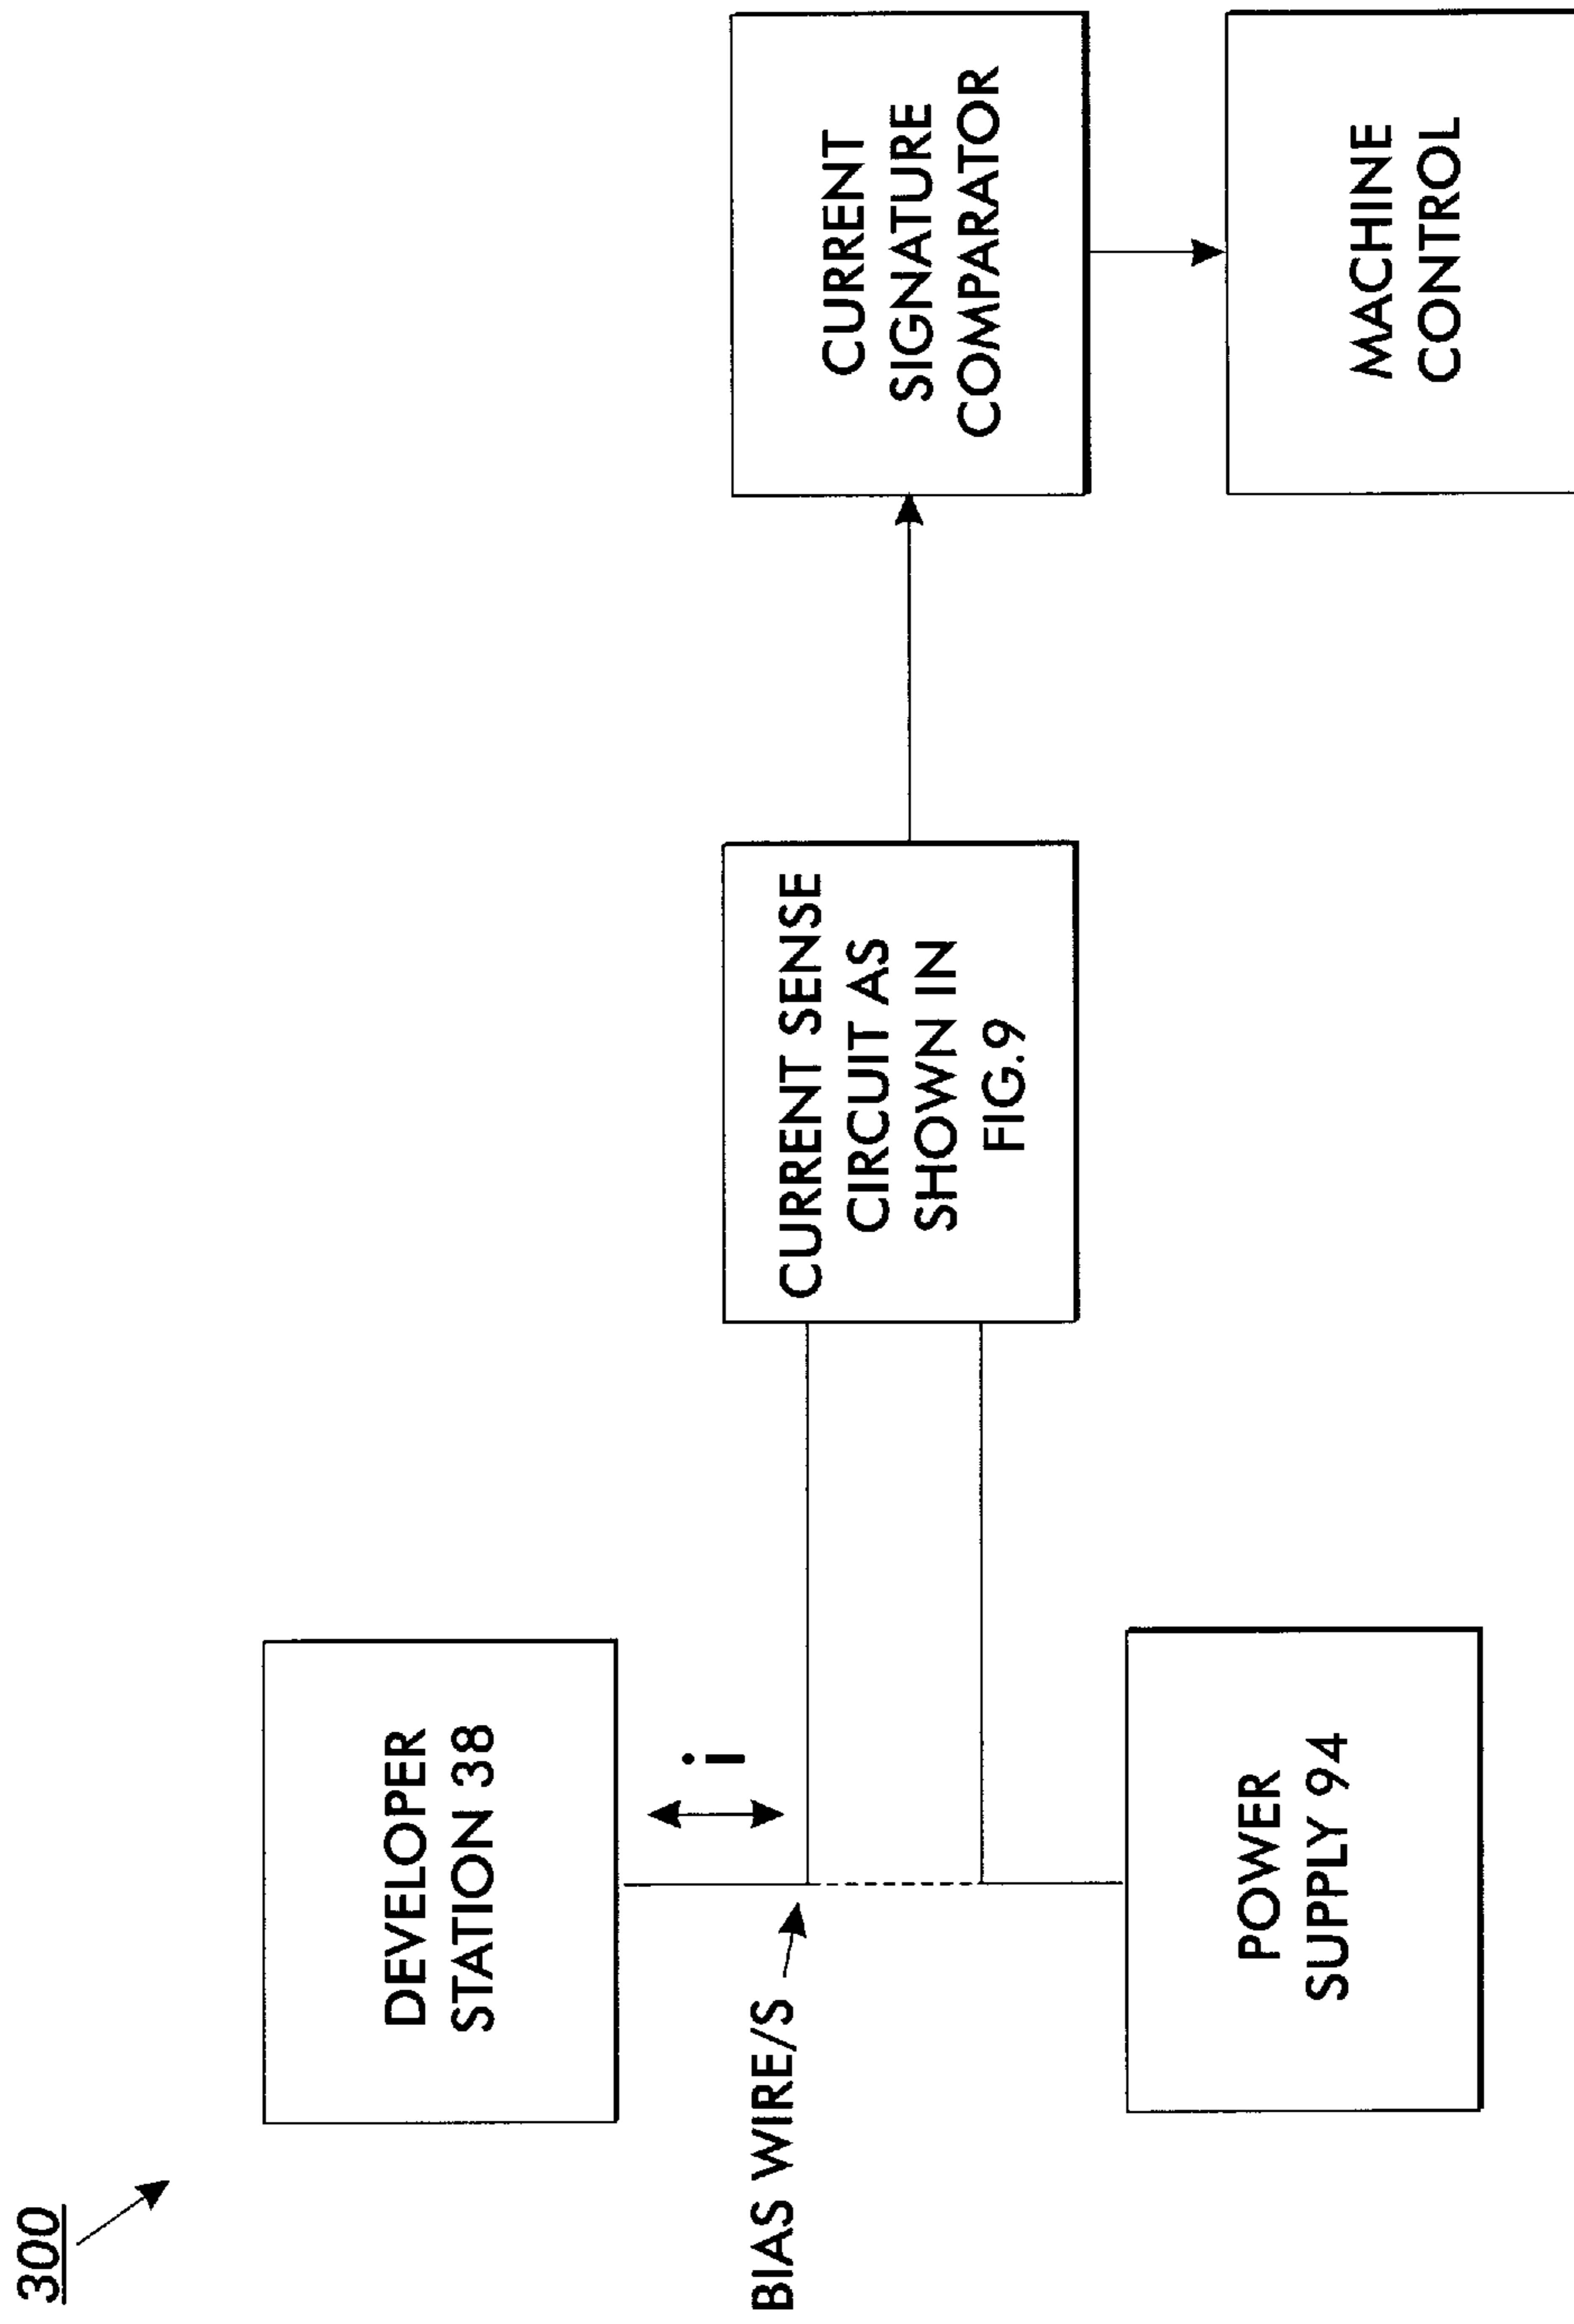 300
DEVELOPER
STATION 38
i
BIAS WIRE/S
POWER
SUPPLY 94
CURRENT SENSE
CIRCUIT AS
SHOWN IN
FIG.9
CURRENT
SIGNATURE
COMPARATOR
MACHINE
CONTROL